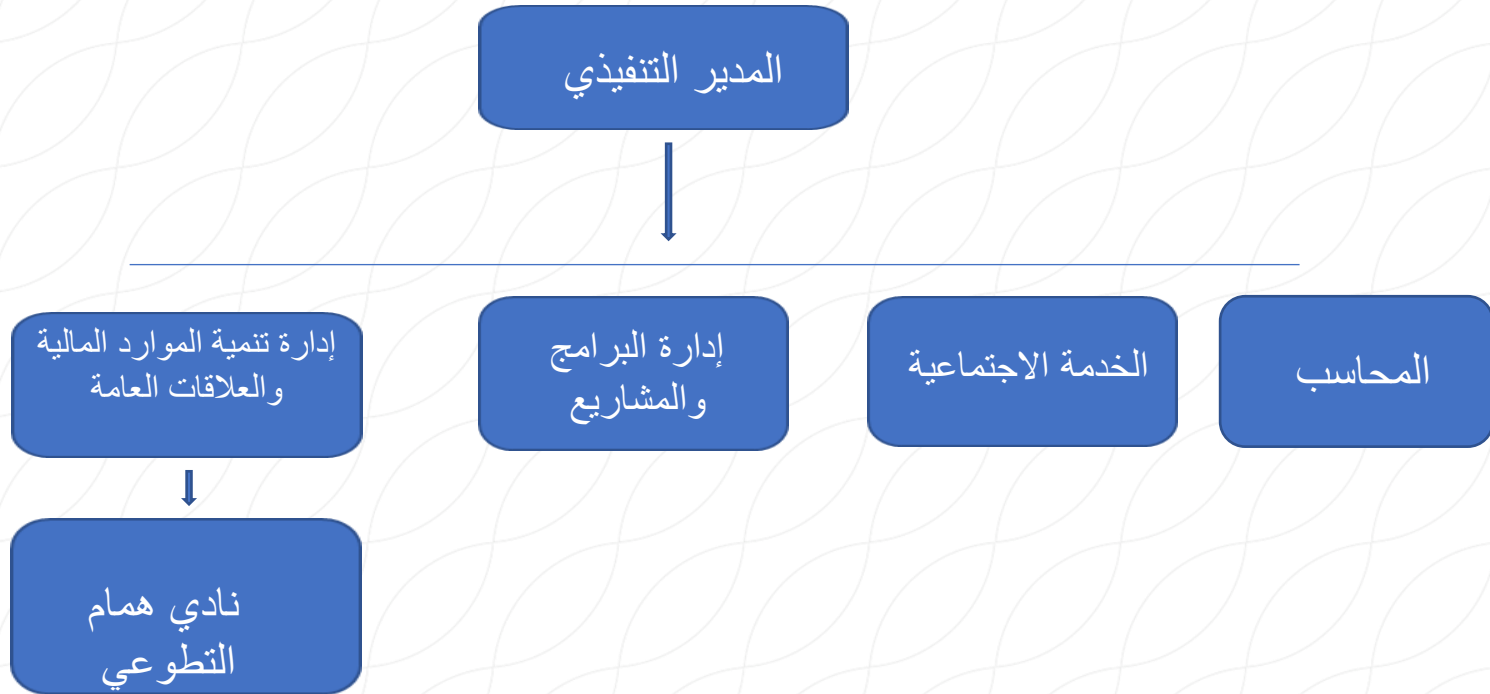 المدير التنفيذي
المحاسب
الخدمة الاجتماعية
إدارة البرامج
والمشاريع
إدارة تنمية الموارد المالية
والعلاقات العامة
نادي همام
التطوعي